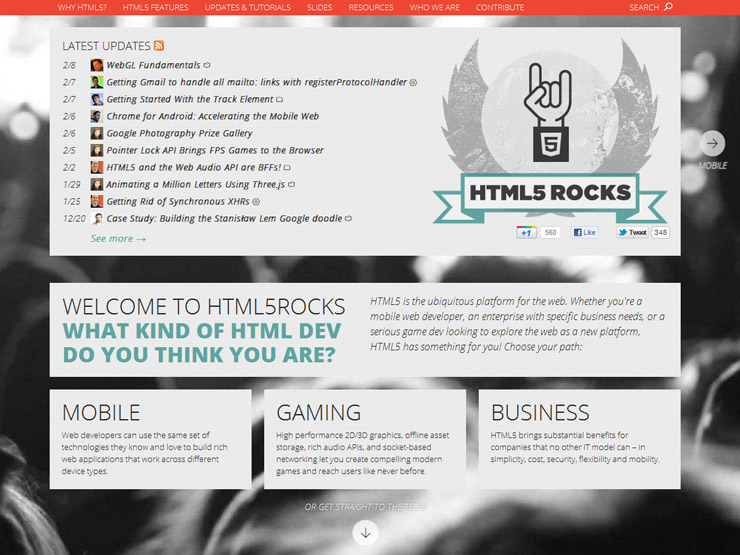 WHY HTML5? HTML5 FEATURES UPDATES & TUTORIALS SLIDES RESOURCES WHO WE ARE CONTRIBUTE SEARCH
LATEST UPDATES
2/8 WebGL Fundamentals
2/7 Getting Gmail to handle all mailto: links with registerProtocolHandler
2/7 Getting Started With the Track Element
2/6 Chrome for Android: Accelerating the Mobile Web
2/6 Google Photography Prize Gallery
2/5 Pointer Lock API Brings FPS Games to the Browser
2/2 HTML5 and the Web Audio API are BFFs!
1/29 Animating a Million Letters Using Three.js
1/25 Getting Rid of Synchronous XHRs
12/20 Case Study: Building the Stanisław Lem Google doodle
See more →
5
HTML5 ROCKS
+1 560 Like Tweet 348
MOBILE
WELCOME TO HTML5ROCKS
WHAT KIND OF HTML DEV
DO YOU THINK YOU ARE?
HTML5 is the ubiquitous platform for the web. Whether you're a
mobile web developer, an enterprise with specific business needs, or a
serious game dev looking to explore the web as a new platform,
HTML5 has something for you! Choose your path:
MOBILE
Web developers can use the same set of
technologies they know and love to build rich
web applications that work across different
device types.
GAMING
High performance 2D/3D graphics, offline asset
storage, rich audio APIs, and socket-based
networking let you create compelling modern
games and reach users like never before.
BUSINESS
HTML5 brings substantial benefits for
companies that no other IT model can – in
simplicity, cost, security, flexibility and mobility.
OR GET STRAIGHT TO THE TECH